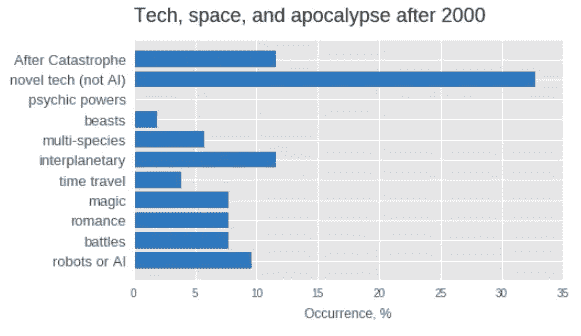 Tech, space, and apocalypse after 2000
After Catastrophe
novel tech (not AI)
psychic powers
beasts
multi-species
interplanetary
time travel
magic
romance
battles
robots or AI
0 5 10 15 20 25 30 35
Occurrence, %